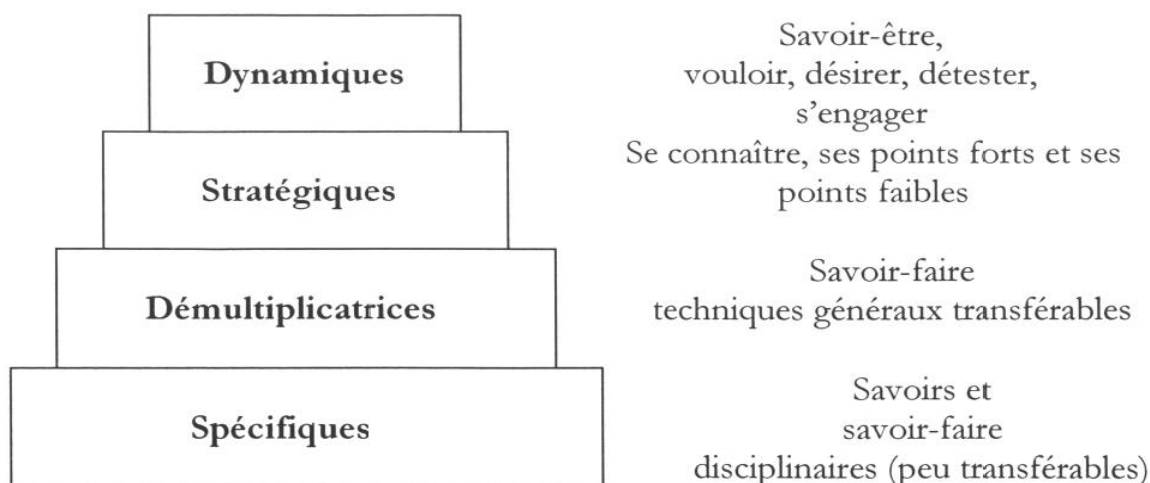 Dynamiques
Savoir-être,
vouloir, désirer, détester,
s'engager
Stratégiques
Se connaître, ses points forts et ses
points faibles
Démultiplicatrices
Savoir-faire
techniques généraux transférables
Spécifiques
Savoirs et
savoir-faire
disciplinaires (peu transférables)